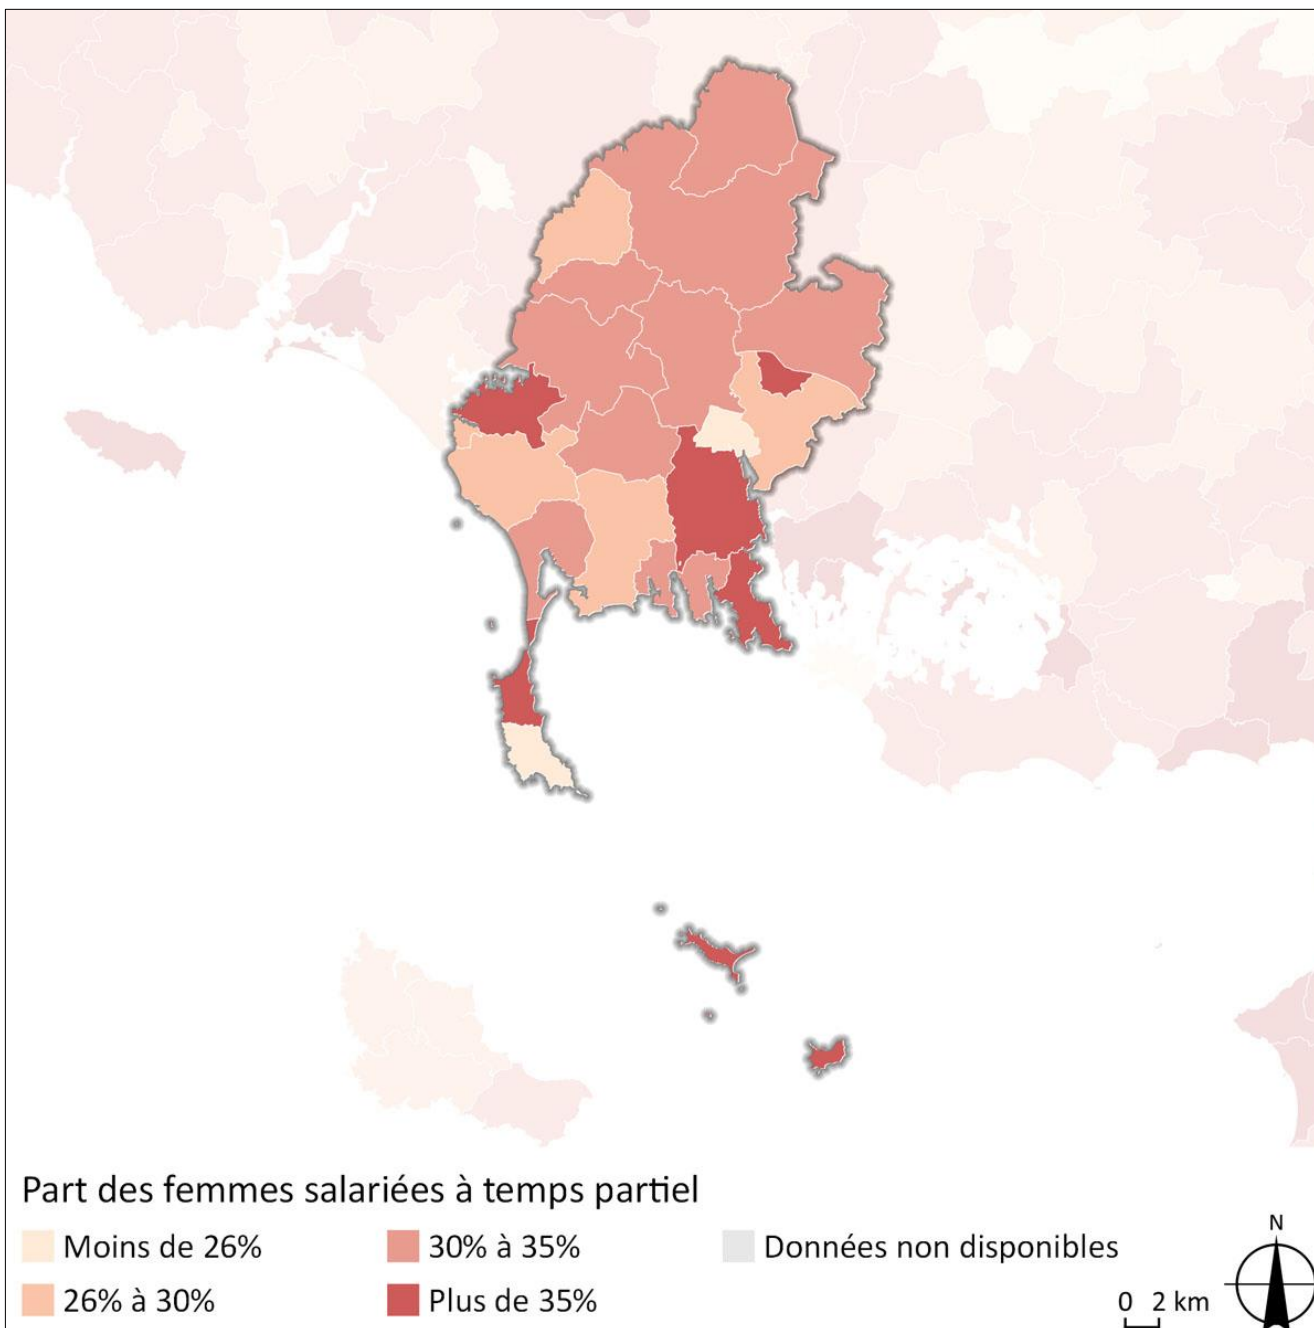 Part des femmes salariées à temps partiel
Moins de 26%
26% à 30%
30% à 35%
Plus de 35%
Données non disponibles
0 2 km
N